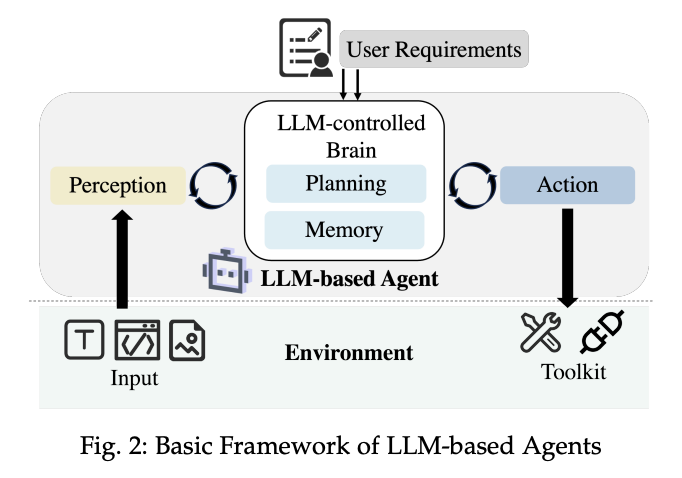 User Requirements
LLM-controlled
Brain
Perception
Planning
Action
Memory
LLM-based Agent
T
Input
Environment
Toolkit
Fig. 2: Basic Framework of LLM-based Agents